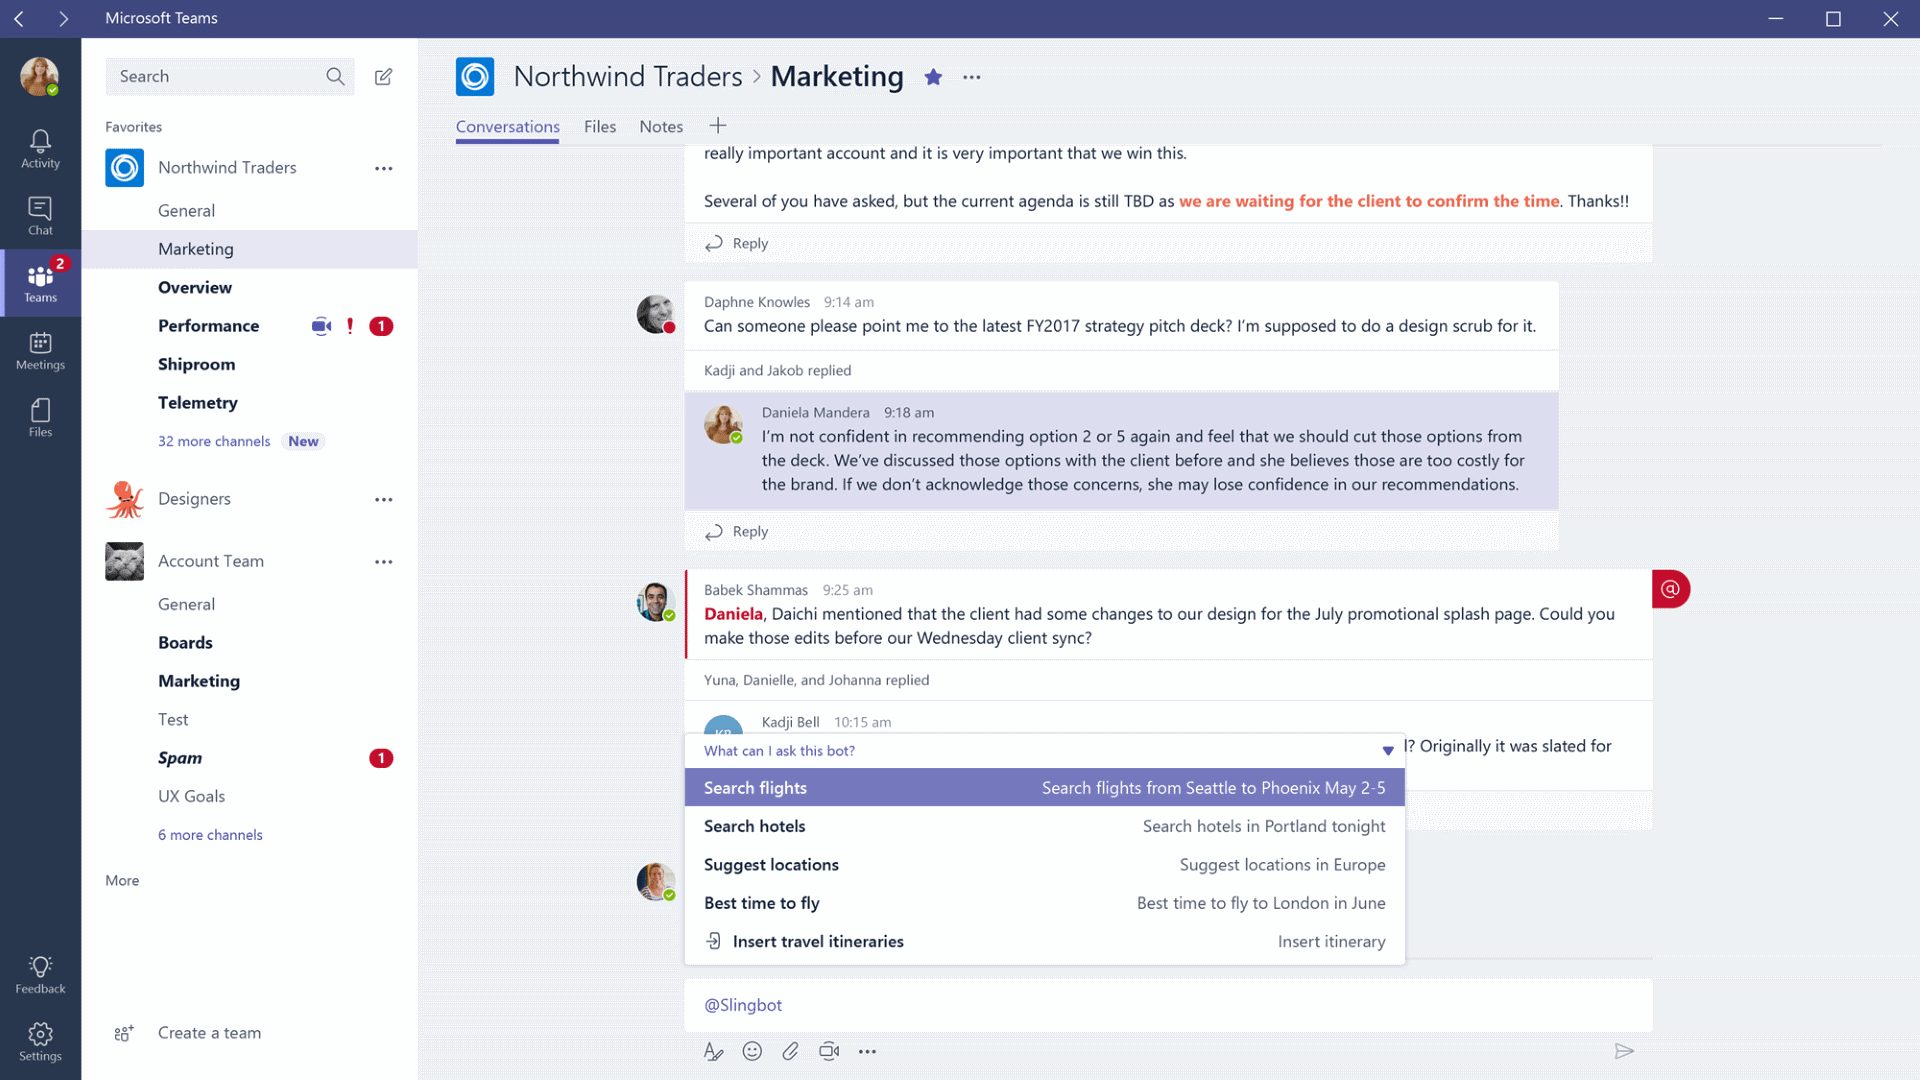 Microsoft Teams
Search
Activity
Chat
2
Teams
Meetings
Files
Feedback
Settings
Favorites
Northwind Traders
General
Marketing
Overview
Performance ! 1
Shiproom
Telemetry
32 more channels New
Designers
Account Team
General
Boards
Marketing
Test
Spam 1
UX Goals
6 more channels
More
Create a team
Northwind Traders > Marketing
Conversations Files Notes
really important account and it is very important that we win this.
Several of you have asked, but the current agenda is still TBD as we are waiting for the client to confirm the time. Thanks!!
Reply
Daphne Knowles 9:14 am
Can someone please point me to the latest FY2017 strategy pitch deck? I’m supposed to do a design scrub for it.
Kadji and Jakob replied
Daniela Mandera 9:18 am
I’m not confident in recommending option 2 or 5 again and feel that we should cut those options from
the deck. We’ve discussed those options with the client before and she believes those are too costly for
the brand. If we don’t acknowledge those concerns, she may lose confidence in our recommendations.
Reply
Babek Shammas 9:25 am
@
Daniela, Daichi mentioned that the client had some changes to our design for the July promotional splash page. Could you
make those edits before our Wednesday client sync?
Yuna, Danielle, and Johanna replied
Kadji Bell 10:15 am
KB
? Originally it was slated for
What can I ask this bot?
Search flights Search flights from Seattle to Phoenix May 2-5
Search hotels Search hotels in Portland tonight
Suggest locations Suggest locations in Europe
Best time to fly Best time to fly to London in June
Insert travel itineraries Insert itinerary
@Slingbot